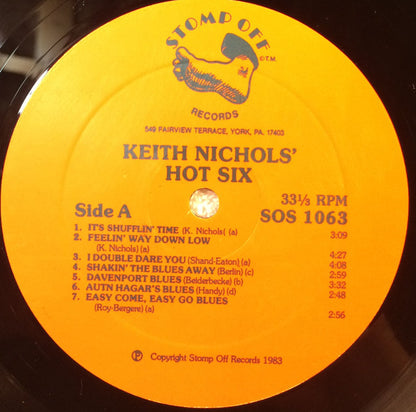 STOMP OFF
©T.M.
RECORDS
549 FAIRVIEW TERRACE, YORK, PA. 17403
KEITH NICHOLS'
HOT SIX
Side A
33⅓ RPM
SOS 1063
1. IT'S SHUFFLIN' TIME (K. Nichols( (a) 3:09
2. FEELIN' WAY DOWN LOW
(K. Nichols) (a) 4:27
3. I DOUBLE DARE YOU (Shand-Eaton) (a) 4:08
4. SHAKIN' THE BLUES AWAY (Berlin) (c) 2:59
5. DAVENPORT BLUES (Beiderbecke) (b) 3:32
6. AUTN HAGAR'S BLUES (Handy) (d) 2:48
7. EASY COME, EASY GO BLUES
(Roy-Bergere) (a) 2:56
Ⓟ Copyright Stomp Off Records 1983